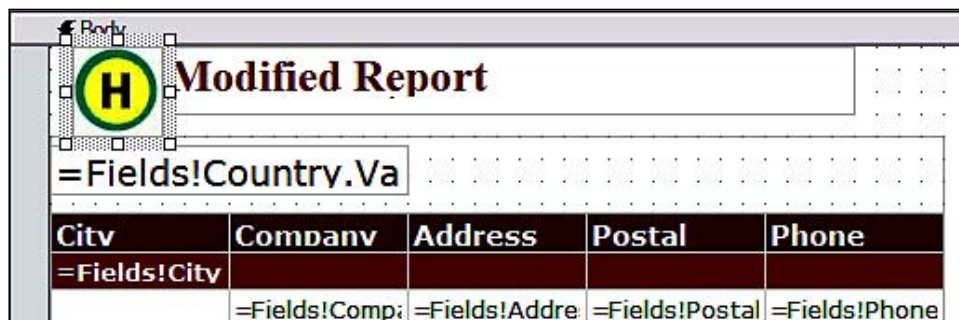 Body
H
Modified Report
=Fields!Country.Va
City Company Address Postal Phone
=Fields!City
=Fields!Compa =Fields!Addre =Fields!Postal =Fields!Phone